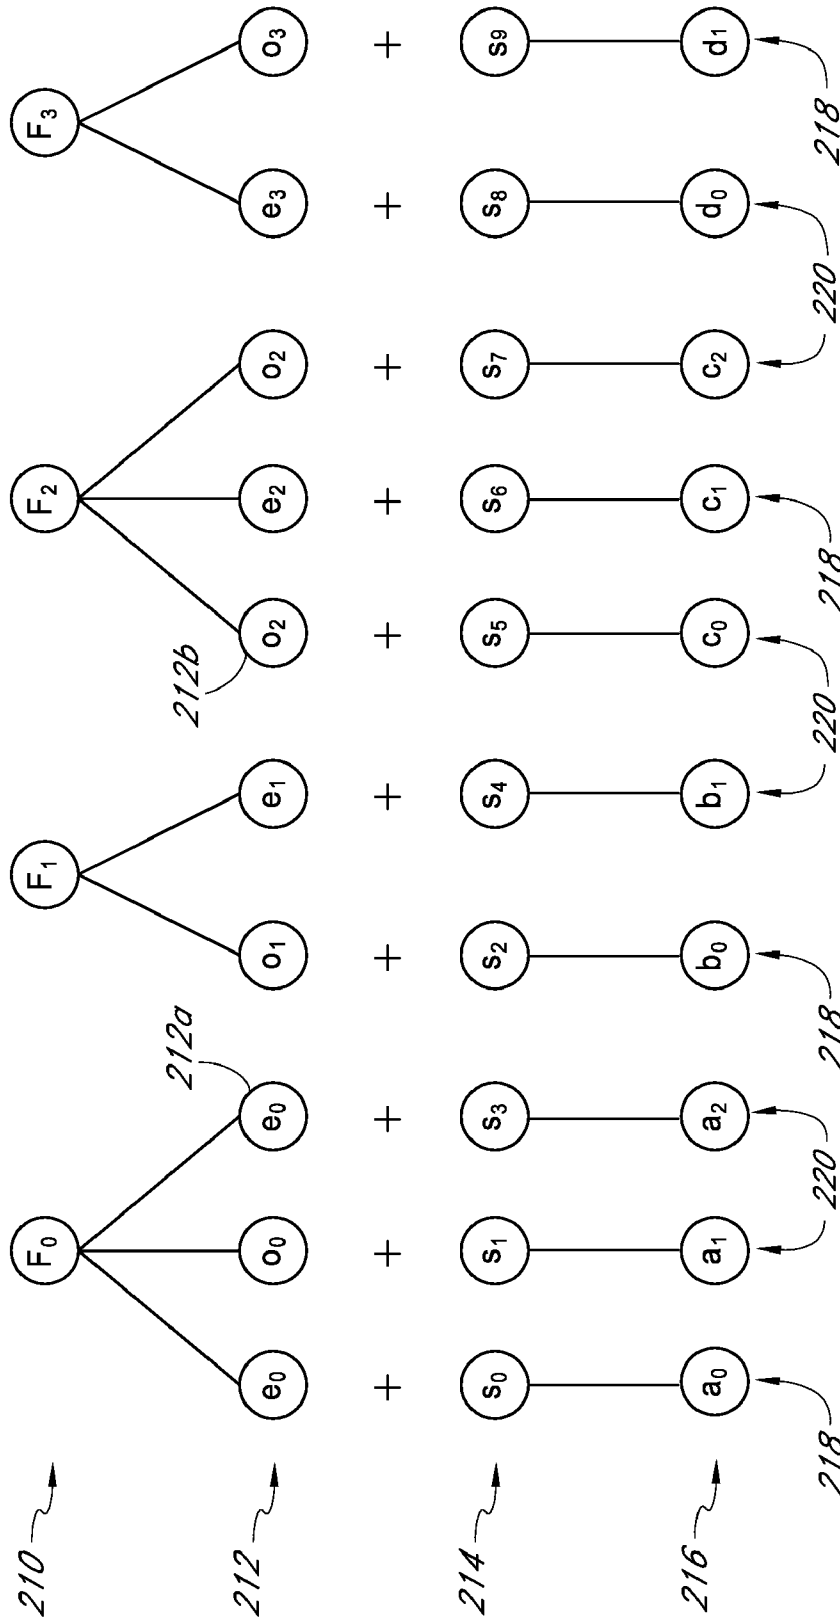 210 F₀ F₁ F₂ F₃
212a 212b
212 e₀ o₀ e₀ o₁ e₁ o₂ e₂ o₂ e₃ o₃
+ + + + + + + + + +
214 s₀ s₁ s₃ s₂ s₄ s₅ s₆ s₇ s₈ s₉
216 a₀ a₁ a₂ b₀ b₁ c₀ c₁ c₂ d₀ d₁
218 220 218 220 218 220 218